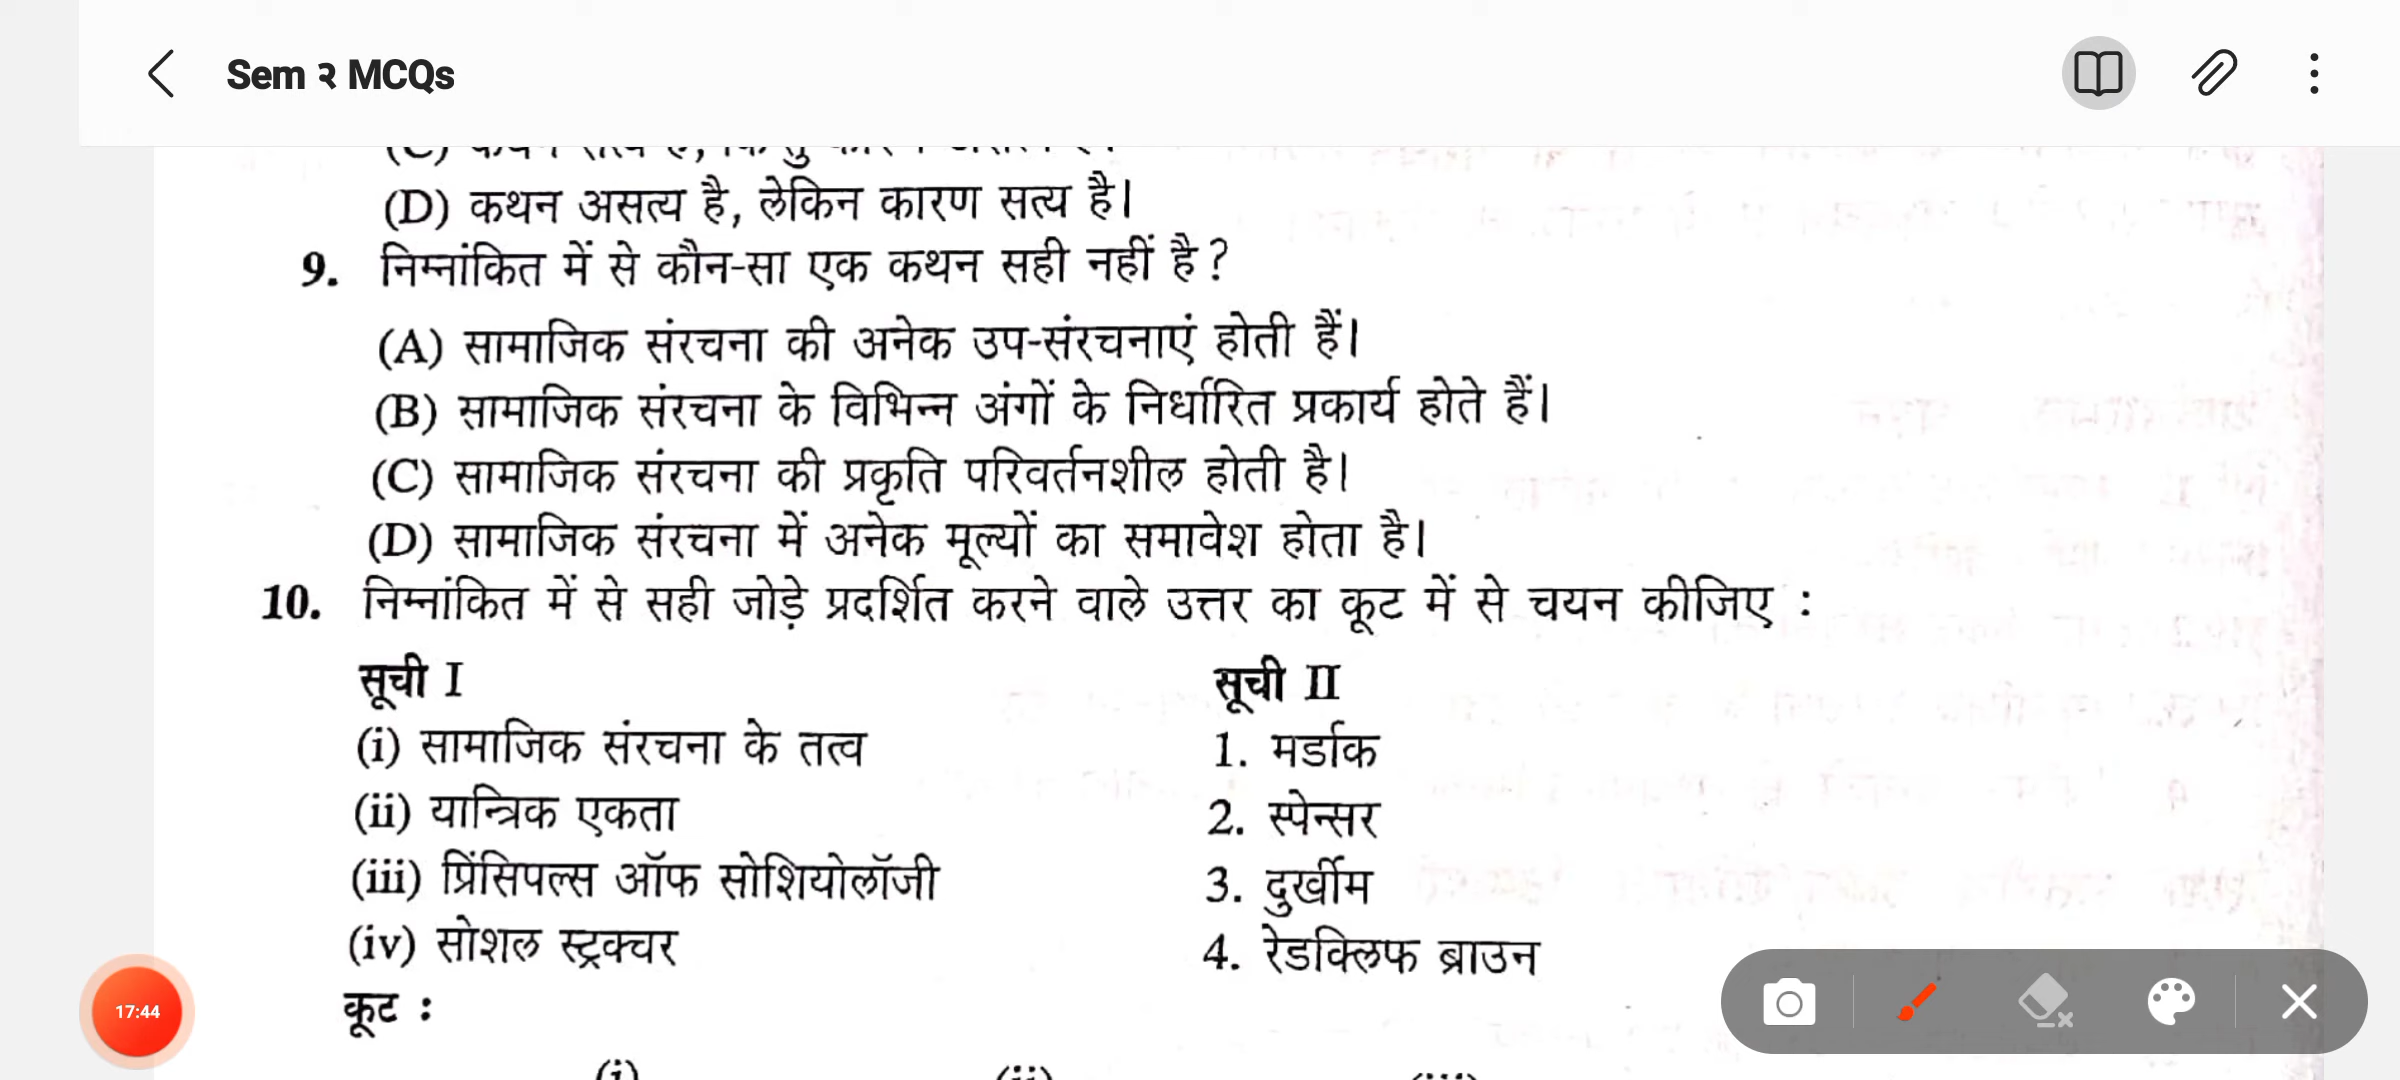 Sem २ MCQs
(D) कथन असत्य है, लेकिन कारण सत्य है।
9. निम्नांकित में से कौन-सा एक कथन सही नहीं है?
(A) सामाजिक संरचना की अनेक उप-संरचनाएं होती हैं।
(B) सामाजिक संरचना के विभिन्न अंगों के निर्धारित प्रकार्य होते हैं।
(C) सामाजिक संरचना की प्रकृति परिवर्तनशील होती है।
(D) सामाजिक संरचना में अनेक मूल्यों का समावेश होता है।
10. निम्नांकित में से सही जोड़े प्रदर्शित करने वाले उत्तर का कूट में से चयन कीजिए :
सूची I सूची II
(i) सामाजिक संरचना के तत्व 1. मर्डाक
(ii) यान्त्रिक एकता 2. स्पेन्सर
(iii) प्रिंसिपल्स ऑफ सोशियोलॉजी 3. दुर्खीम
(iv) सोशल स्ट्रक्चर 4. रेडक्लिफ ब्राउन
कूट :
17:44